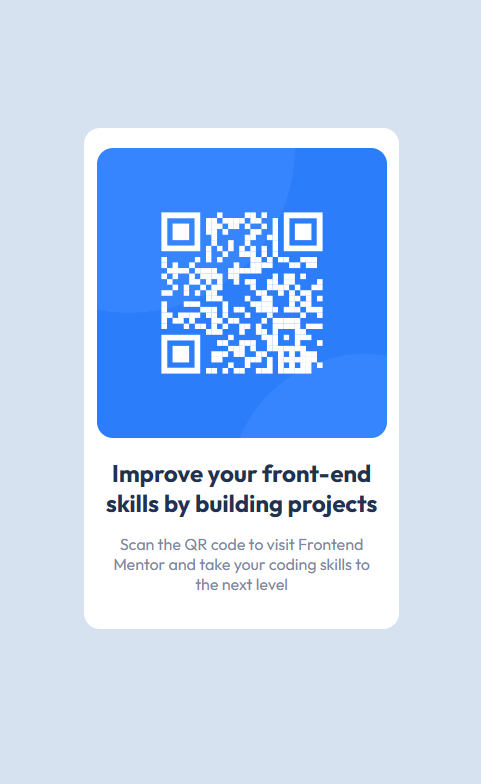 Improve your front-end
skills by building projects
Scan the QR code to visit Frontend
Mentor and take your coding skills to
the next level